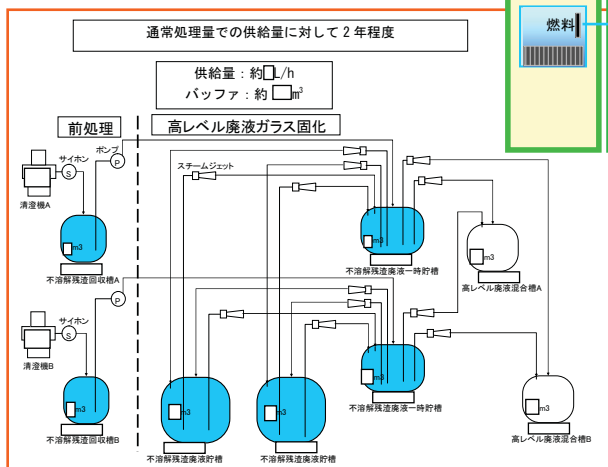 通常処理量での供給量に対して2年程度
燃料
供給量：約□L/h
バッファ：約□m³
前処理
高レベル廃液ガラス固化
ポンプ
サイホン
S
P
スチームジェット
清澄機A
m3
不溶解残渣回収槽A
m3
不溶解残渣廃液一時貯槽
m3
高レベル廃液混合槽A
サイホン
S
P
清澄機B
m3
不溶解残渣回収槽B
m3
不溶解残渣廃液貯槽
m3
不溶解残渣廃液貯槽
m3
不溶解残渣廃液一時貯槽
m3
高レベル廃液混合槽B